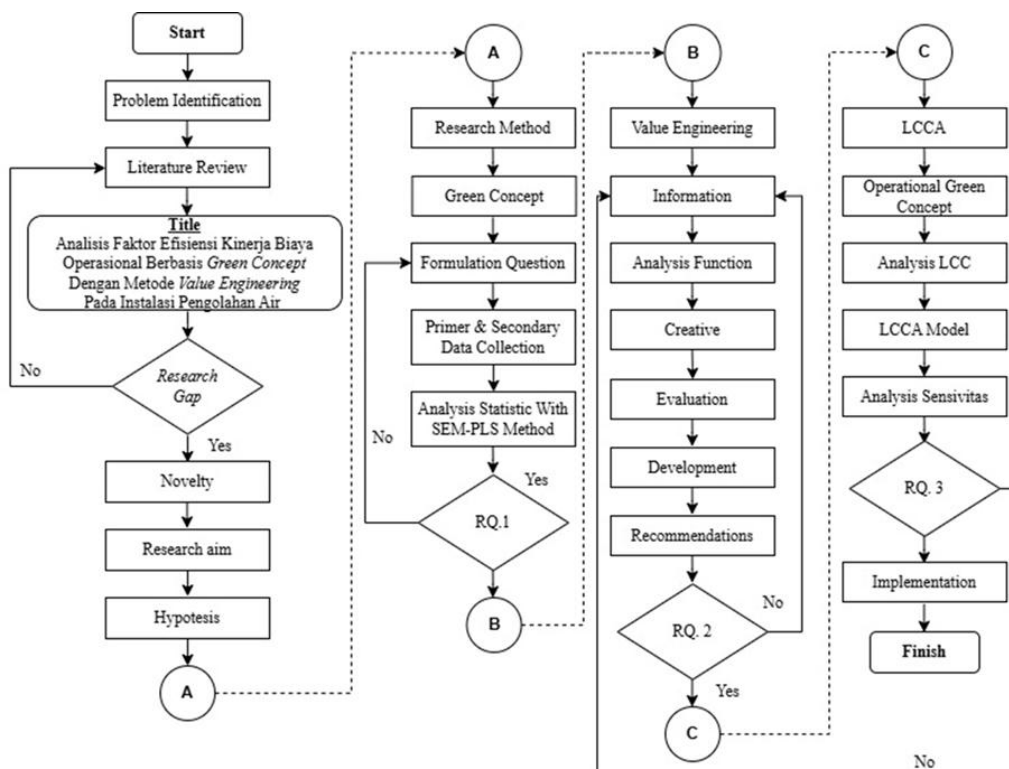 Start
Problem Identification
Literature Review
Title
Analisis Faktor Efisiensi Kinerja Biaya
Operasional Berbasis Green Concept
Dengan Metode Value Engineering
Pada Instalasi Pengolahan Air
No
Research
Gap
Yes
Novelty
Research aim
Hypotesis
A
A
Research Method
Green Concept
Formulation Question
Primer & Secondary
Data Collection
Analysis Statistic With
SEM-PLS Method
No
Yes
RQ.1
B
B
Value Engineering
Information
Analysis Function
Creative
Evaluation
Development
Recommendations
No
RQ. 2
Yes
C
C
LCCA
Operational Green
Concept
Analysis LCC
LCCA Model
Analysis Sensivitas
RQ. 3
Implementation
Finish
No